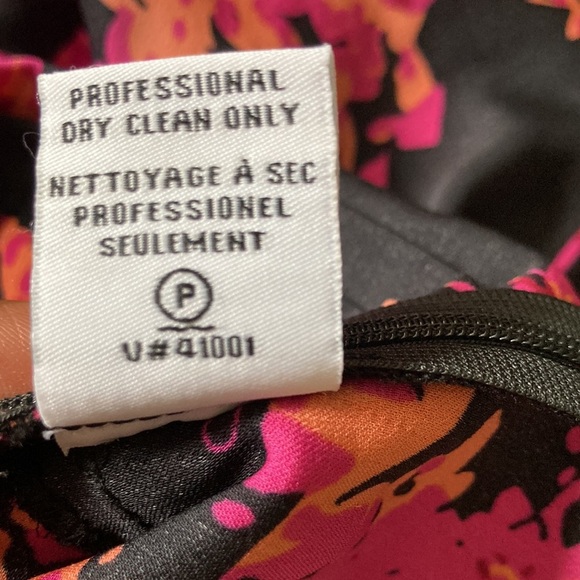 PROFESSIONAL
DRY CLEAN ONLY
NETTOYAGE À SEC
PROFESSIONEL
SEULEMENT
P
V#41001